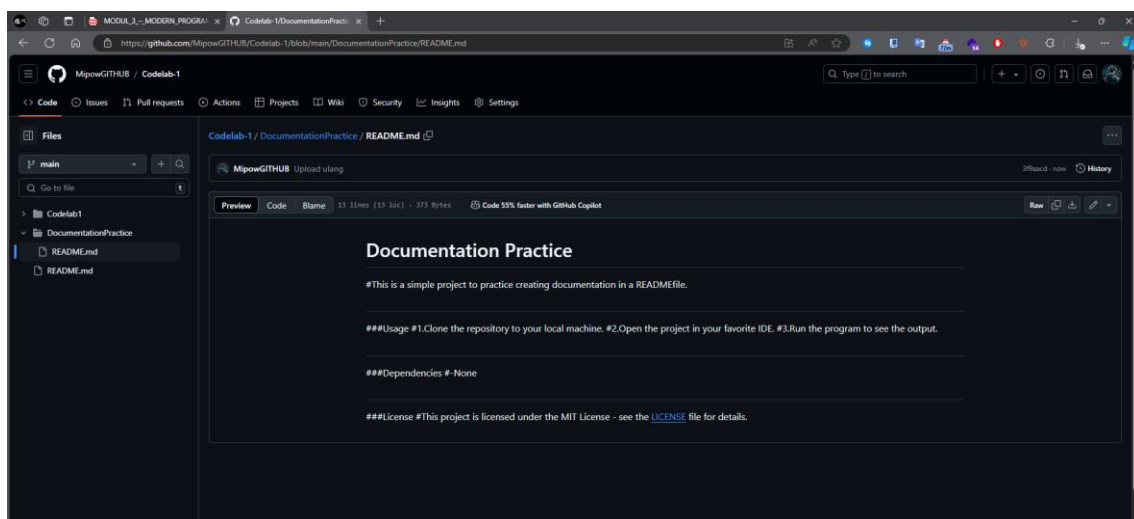 MODUL_3_-_MODERN_PROGRA
Codelab-1/DocumentationPractic
https://github.com/MipowGITHUB/Codelab-1/blob/main/DocumentationPractice/README.md
MipowGITHUB / Codelab-1
Type / to search
Code Issues Pull requests Actions Projects Wiki Security Insights Settings
Files
main
Go to file t
Codelab1
DocumentationPractice
README.md
README.md
Codelab-1 / DocumentationPractice / README.md
MipowGITHUB Upload ulang
now History
Preview Code Blame 13 lines (13 loc) · 373 Bytes Code 55% faster with GitHub Copilot Raw
Documentation Practice
#This is a simple project to practice creating documentation in a READMEfile.
###Usage #1.Clone the repository to your local machine. #2.Open the project in your favorite IDE. #3.Run the program to see the output.
###Dependencies #-None
###License #This project is licensed under the MIT License - see the LICENSE file for details.